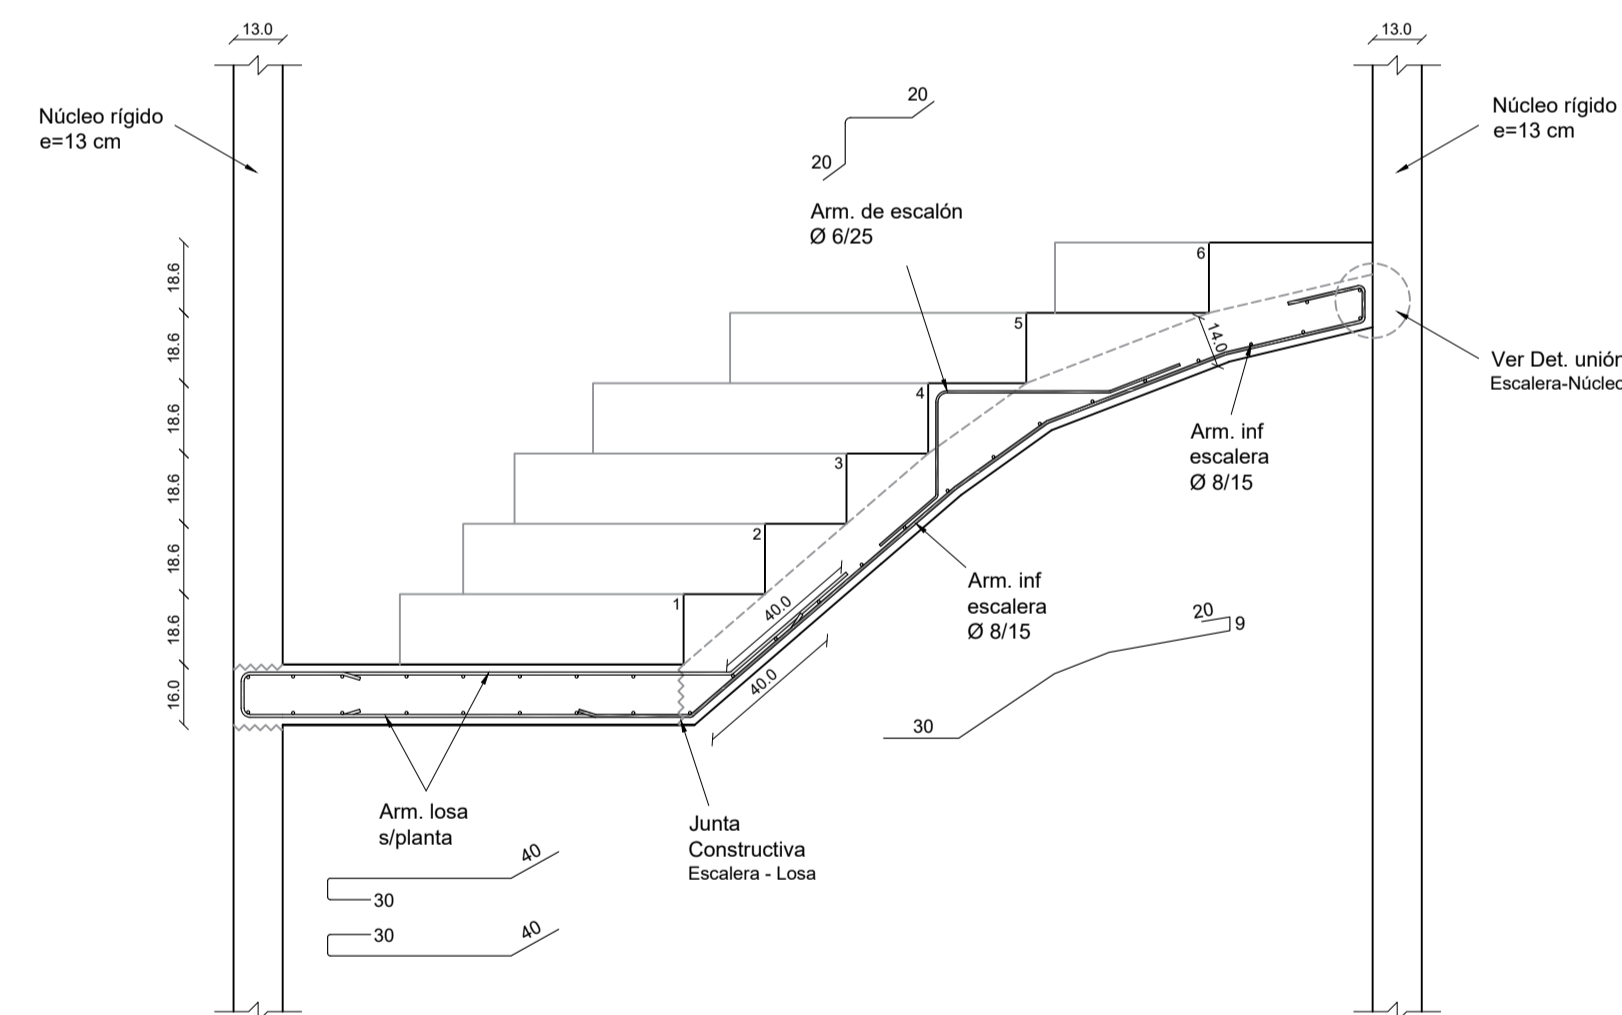 13.0
13.0
Núcleo rígido
e=13 cm
20
20
Arm. de escalón
Ø 6/25
Núcleo rígido
e=13 cm
18.6
18.6
18.6
18.6
18.6
18.6
16.0
6
5
4
3
2
1
14.0
Ver Det. unión
Escalera-Núcleo
Arm. inf
escalera
Ø 8/15
Arm. inf
escalera
Ø 8/15
40.0
40.0
20
9
30
Arm. losa
s/planta
Junta
Constructiva
Escalera - Losa
40
30
30
40